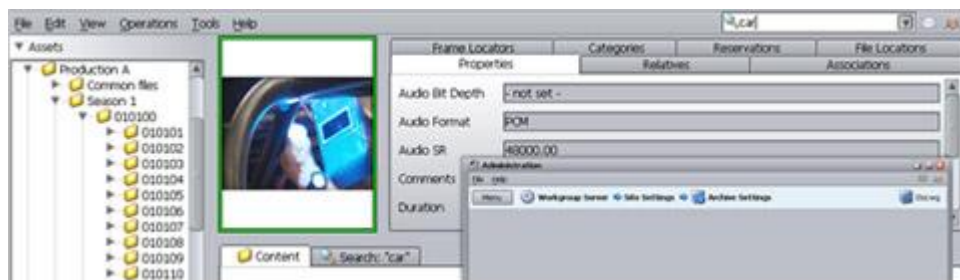 File Edit View Operations Tools Help
car
Assets
Production A
Common files
Season 1
010100
010101
010102
010103
010104
010105
010106
010107
010108
010109
010110
Frame Locators Categories Reservations File Locations
Properties Relatives Associations
Audio Bit Depth - not set -
Audio Format PCM
Audio SR 48000.00
Comments
Duration
Administration
File Help
Menu Workgroup Server Site Settings Archive Settings
Content Search: "car"